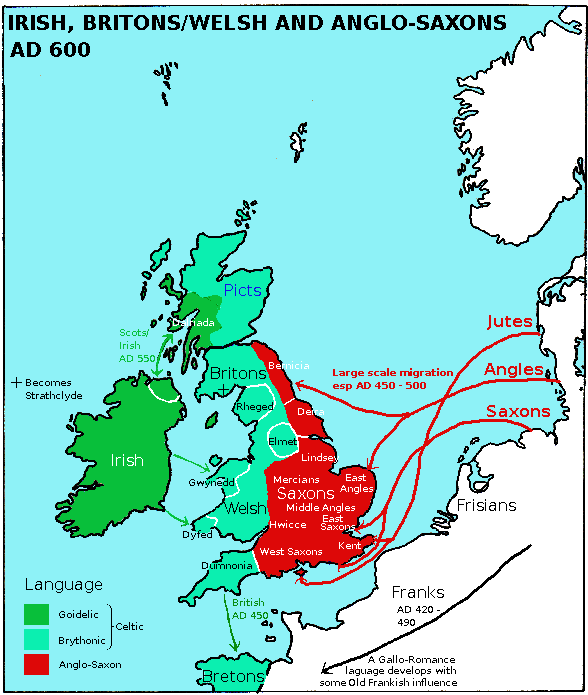 IRISH, BRITONS/WELSH AND ANGLO-SAXONS
AD 600
Picts
Scots/
Irish
AD 550
Dalriada
Bernicia
Jutes
Angles
Saxons
Large scale migration
esp AD 450 - 500
+ Becomes
Strathclyde
Britons
+
Rheged
Deira
Elmet
Lindsey
Irish
Gwynedd
Mercians
Saxons
East
Angles
Middle Angles
Welsh
Hwicce
East
Saxons
Frisians
Dyfed
West Saxons
Kent
Dumnonia
Language
Goidelic
Brythonic
Celtic
Anglo-Saxon
British
AD 450
Bretons
Franks
AD 420 -
490
A Gallo-Romance
laguage develops with
some Old Frankish influence